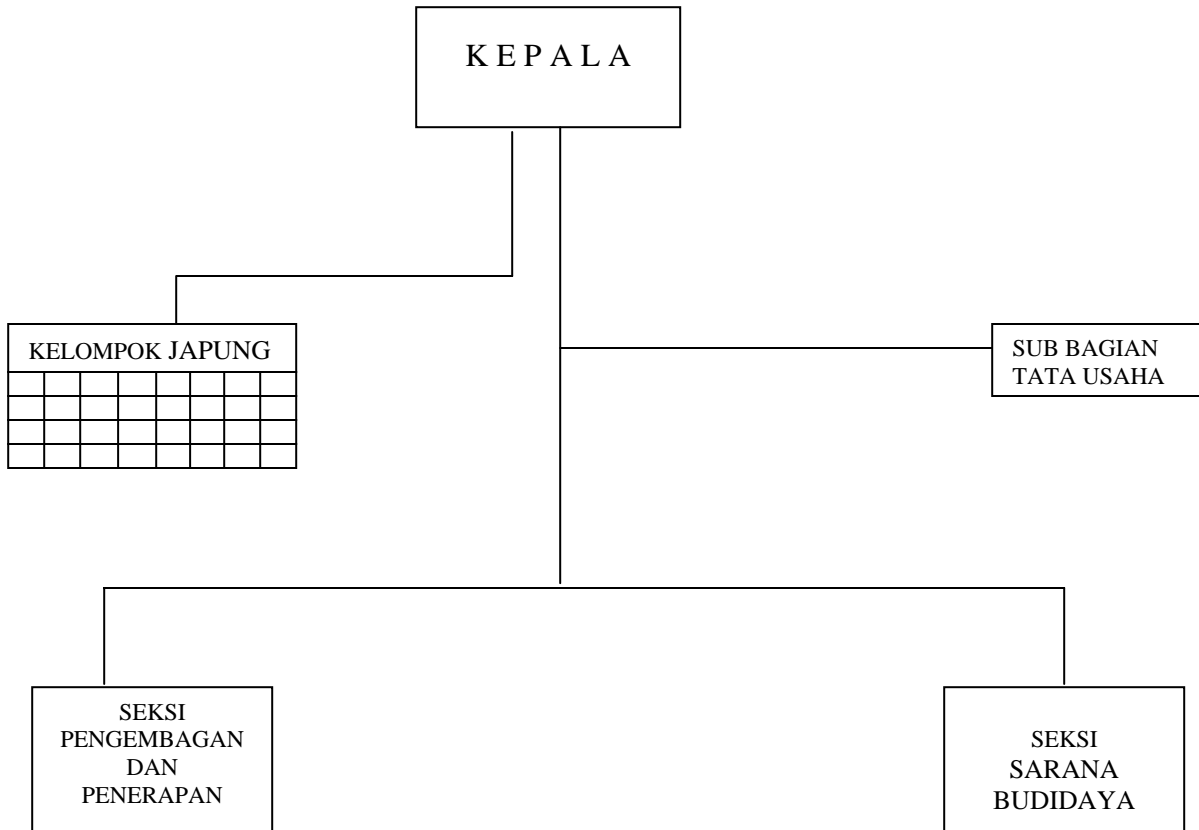 K E P A L A
KELOMPOK JAPUNG
SUB BAGIAN
TATA USAHA
SEKSI
PENGEMBAGAN
DAN
PENERAPAN
SEKSI
SARANA
BUDIDAYA